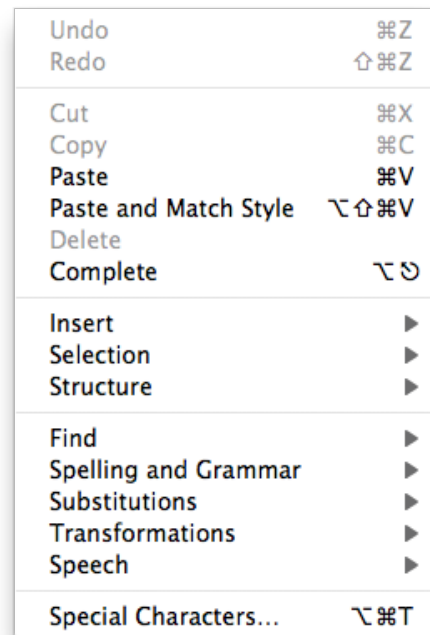 Undo ⌘Z
Redo ⇧⌘Z
Cut ⌘X
Copy ⌘C
Paste ⌘V
Paste and Match Style ⌥⇧⌘V
Delete
Complete ⌥⎋
Insert ▶
Selection ▶
Structure ▶
Find ▶
Spelling and Grammar ▶
Substitutions ▶
Transformations ▶
Speech ▶
Special Characters... ⌥⌘T